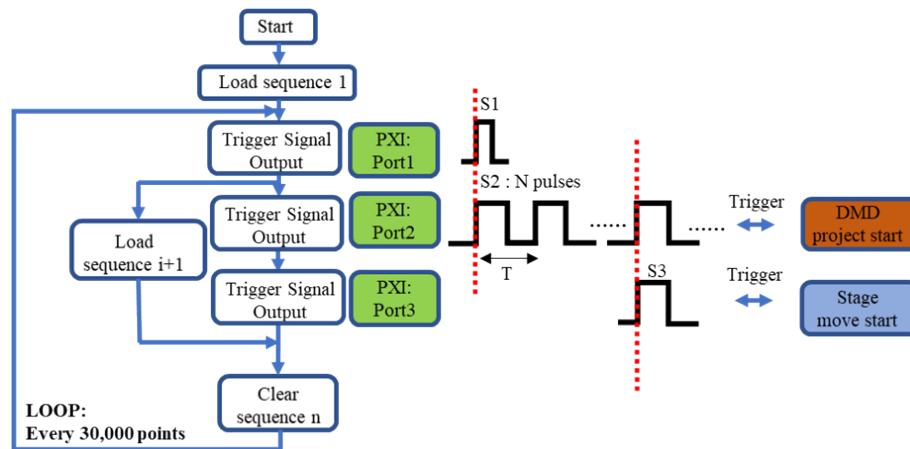 Start
Load sequence 1
Trigger Signal
Output
PXI:
Port1
S1
S2 : N pulses
Trigger Signal
Output
PXI:
Port2
Load
sequence i+1
T
......
......
Trigger
DMD
project start
Trigger Signal
Output
PXI:
Port3
S3
Trigger
Stage
move start
Clear
sequence n
LOOP:
Every 30,000 points